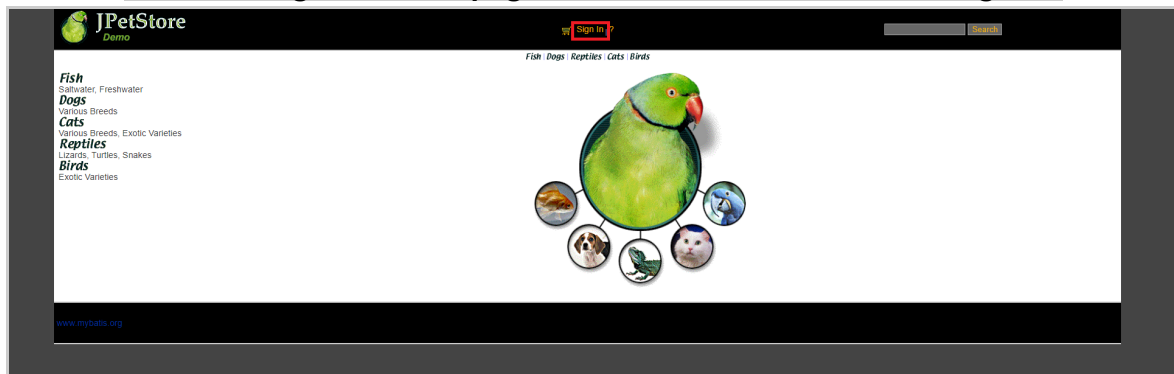 JPetStore
Demo
Sign In | ?
Search
Fish | Dogs | Reptiles | Cats | Birds
Fish
Saltwater, Freshwater
Dogs
Various Breeds
Cats
Various Breeds, Exotic Varieties
Reptiles
Lizards, Turtles, Snakes
Birds
Exotic Varieties
www.mybatis.org